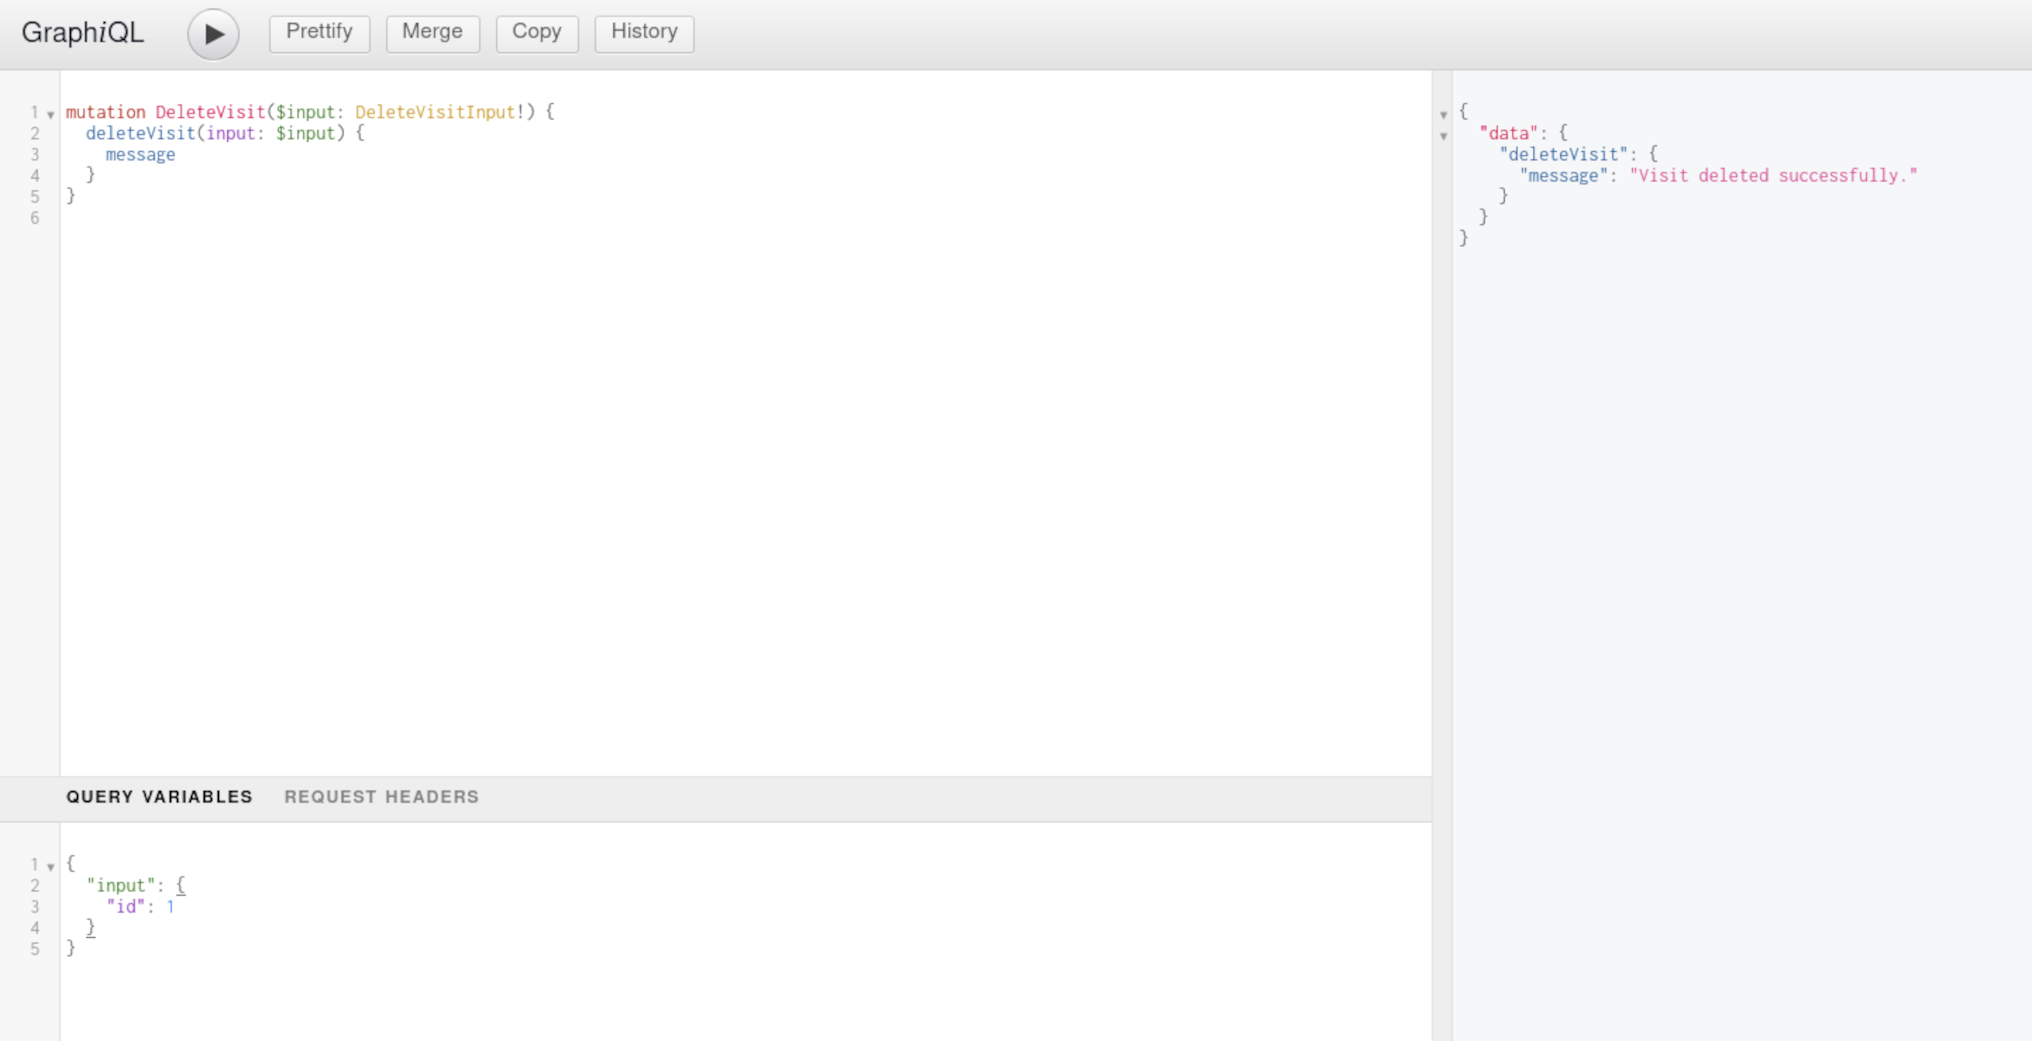 GraphiQL Prettify Merge Copy History
1 mutation DeleteVisit($input: DeleteVisitInput!) {
2 deleteVisit(input: $input) {
3 message
4 }
5 }
6
{
"data": {
"deleteVisit": {
"message": "Visit deleted successfully."
}
}
}
QUERY VARIABLES REQUEST HEADERS
1 {
2 "input": {
3 "id": 1
4 }
5 }